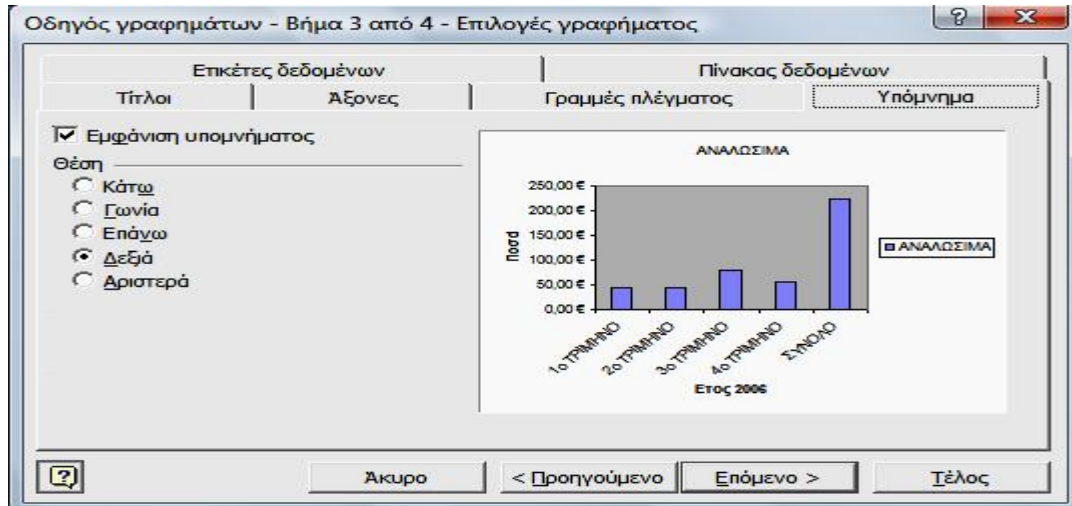 Οδηγός γραφημάτων - Βήμα 3 από 4 - Επιλογές γραφήματος
Ετικέτες δεδομένων Πίνακας δεδομένων
Τίτλοι Άξονες Γραμμές πλέγματος Υπόμνημα
Εμφάνιση υπομνήματος
Θέση
Κάτω
Γωνία
Επάνω
Δεξιά
Αριστερά
ΑΝΑΛΩΣΙΜΑ
250,00 €
200,00 €
150,00 €
100,00 €
50,00 €
0,00 €
Ποσά
1ο ΤΡΙΜΗΝΟ
2ο ΤΡΙΜΗΝΟ
3ο ΤΡΙΜΗΝΟ
4ο ΤΡΙΜΗΝΟ
ΣΥΝΟΛΟ
Ετος 2006
ΑΝΑΛΩΣΙΜΑ
Άκυρο < Προηγούμενο Επόμενο > Τέλος